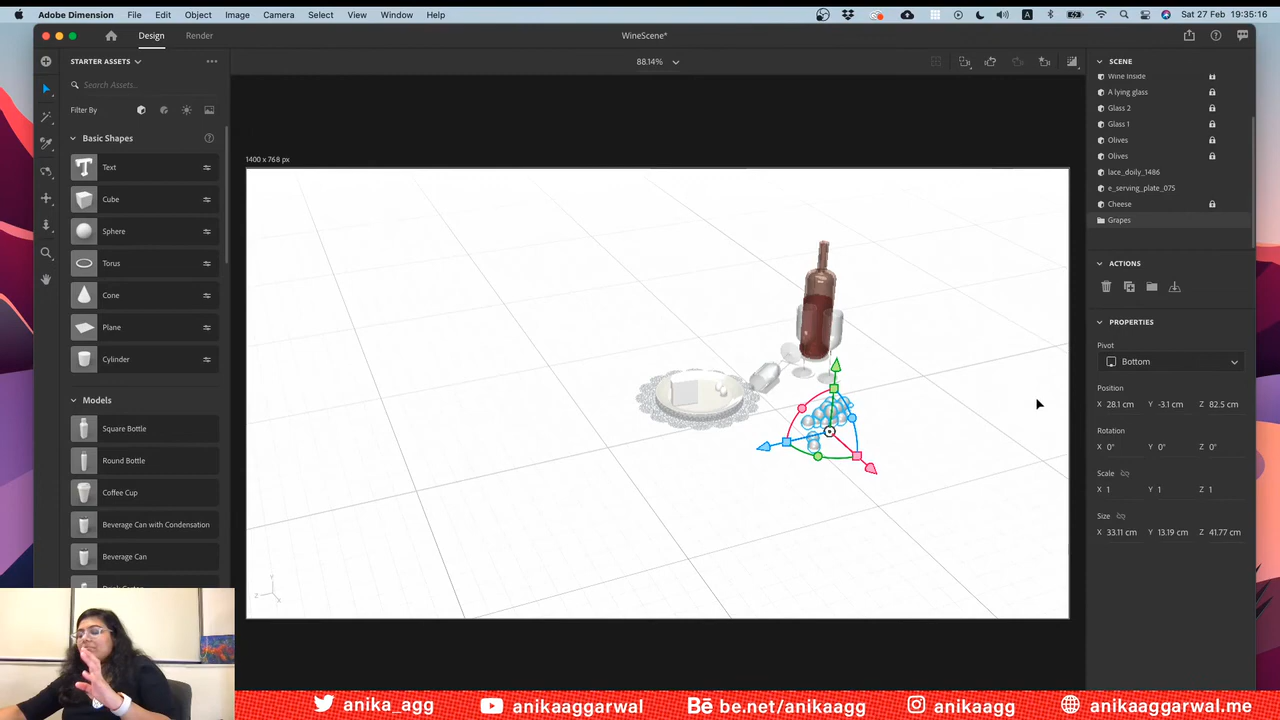 Adobe Dimension File Edit Object Image Camera Select View Window Help A Sat 27 Feb 19:35:16
Design Render WineScene*
STARTER ASSETS
88.14%
Search Assets...
Filter By
Basic Shapes
Text
Cube
Sphere
Torus
Cone
Plane
Cylinder
Models
Square Bottle
Round Bottle
Coffee Cup
Beverage Can with Condensation
Beverage Can
1400 x 768 px
Y
Z
X
SCENE
Wine Inside
A lying glass
Glass 2
Glass 1
Olives
Olives
lace_doily_1486
e_serving_plate_075
Cheese
Grapes
ACTIONS
PROPERTIES
Pivot
Bottom
Position
X 28.1 cm Y -3.1 cm Z 82.5 cm
Rotation
X 0° Y 0° Z 0°
Scale
X 1 Y 1 Z 1
Size
X 33.11 cm Y 13.19 cm Z 41.77 cm
anika_agg anikaaggarwal Bē be.net/anikaagg anikaagg anikaaggarwal.me